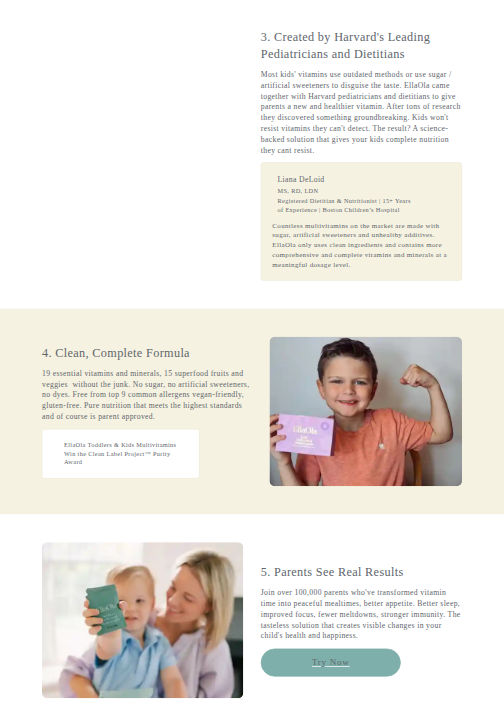 3. Created by Harvard's Leading
Pediatricians and Dietitians
Most kids' vitamins use outdated methods or use sugar /
artificial sweeteners to disguise the taste. EllaOla came
together with Harvard pediatricians and dietitians to give
parents a new and healthier vitamin. After tons of research
they discovered something groundbreaking. Kids won't
resist vitamins they can't detect. The result? A science-
backed solution that gives your kids complete nutrition
they cant resist.
Liana DeLoid
MS, RD, LDN
Registered Dietitian & Nutritionist | 15+ Years
of Experience | Boston Children's Hospital
Countless multivitamins on the market are made with
sugar, artificial sweeteners and unhealthy additives.
EllaOla only uses clean ingredients and contains more
comprehensive and complete vitamins and minerals at a
meaningful dosage level.
4. Clean, Complete Formula
19 essential vitamins and minerals, 15 superfood fruits and
veggies without the junk. No sugar, no artificial sweeteners,
no dyes. Free from top 9 common allergens vegan-friendly,
gluten-free. Pure nutrition that meets the highest standards
and of course is parent approved.
EllaOla Toddlers & Kids Multivitamins
Win the Clean Label Project™ Purity
Award
EllaOla
5. Parents See Real Results
Join over 100,000 parents who've transformed vitamin
time into peaceful mealtimes, better appetite. Better sleep,
improved focus, fewer meltdowns, stronger immunity. The
tasteless solution that creates visible changes in your
child's health and happiness.
Try Now